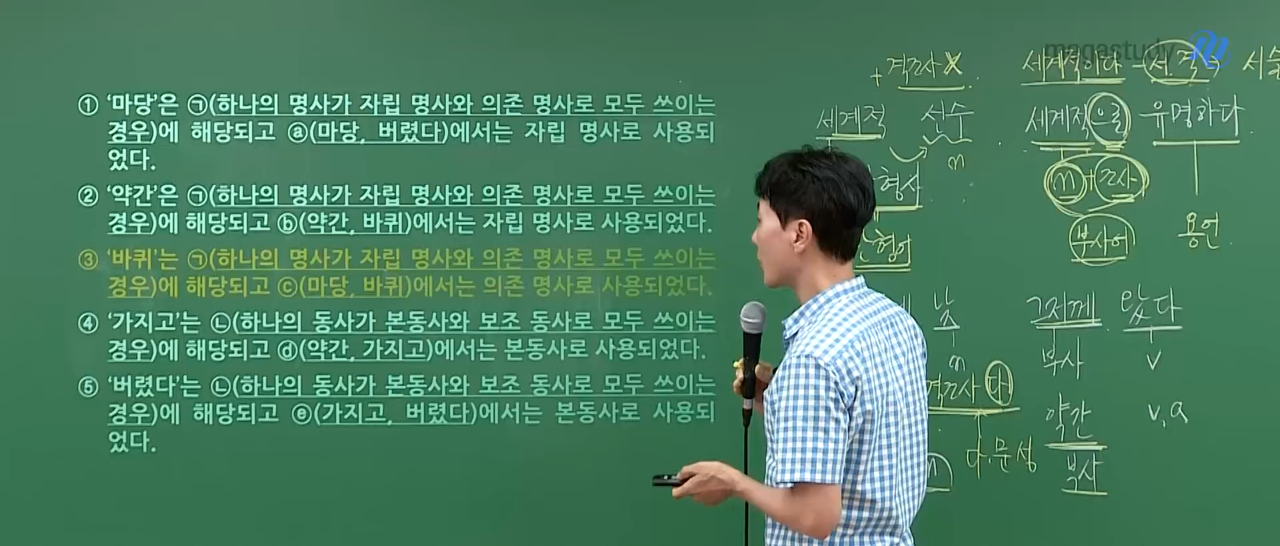 megastudy
① '마당'은 ㉠(하나의 명사가 자립 명사와 의존 명사로 모두 쓰이는
경우)에 해당되고 ⓐ(마당, 버렸다)에서는 자립 명사로 사용되
었다.
② '약간'은 ㉠(하나의 명사가 자립 명사와 의존 명사로 모두 쓰이는
경우)에 해당되고 ⓑ(약간, 바퀴)에서는 자립 명사로 사용되었다.
③ '바퀴'는 ㉠(하나의 명사가 자립 명사와 의존 명사로 모두 쓰이는
경우)에 해당되고 ⓒ(마당, 바퀴)에서는 의존 명사로 사용되었다.
④ '가지고'는 ㉡(하나의 동사가 본동사와 보조 동사로 모두 쓰이는
경우)에 해당되고 ⓓ(약간, 가지고)에서는 본동사로 사용되었다.
⑤ '버렸다'는 ㉡(하나의 동사가 본동사와 보조 동사로 모두 쓰이는
경우)에 해당되고 ⓔ(가지고, 버렸다)에서는 본동사로 사용되
었다.
+ 격조사 X
세계적이다 - 서.격.조
세계적 선수
n
세계적으로 유명하다
n + 조사
부사어 용언
형사
그저께 왔다
부사 v
n
격조사 다
다.문성
약간 v, a
부사
n